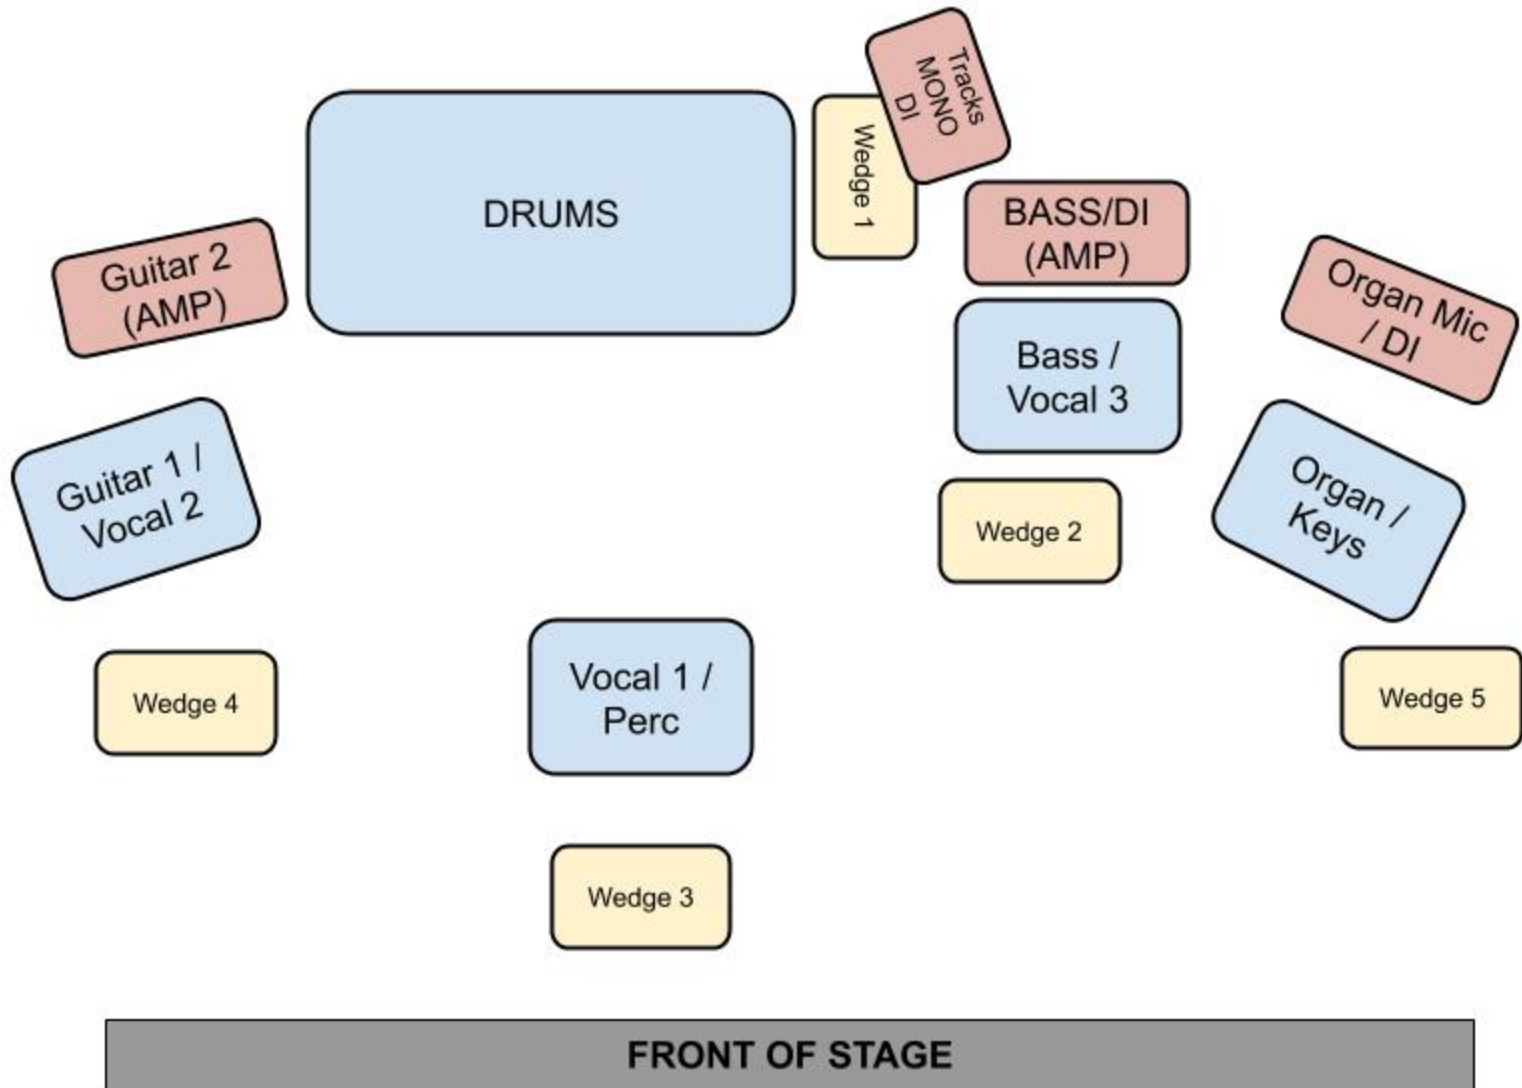 Tracks
MONO
DI
Wedge 1
DRUMS
BASS/DI
(AMP)
Guitar 2
(AMP)
Organ Mic
/ DI
Bass /
Vocal 3
Guitar 1 /
Vocal 2
Organ /
Keys
Wedge 2
Wedge 4
Vocal 1 /
Perc
Wedge 5
Wedge 3
FRONT OF STAGE